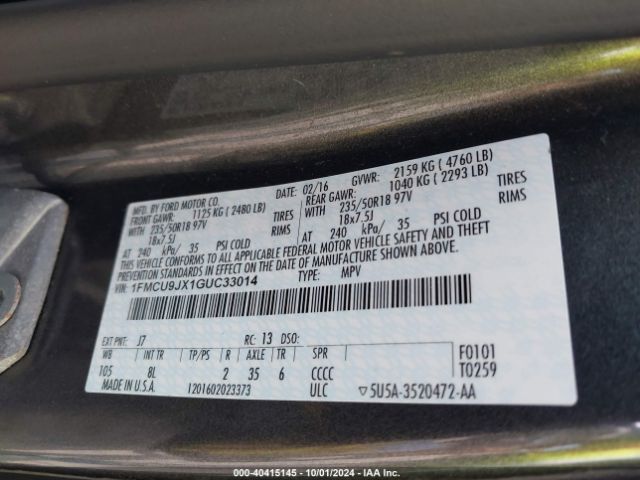 MFD. BY FORD MOTOR CO.
DATE: 02/16 GVWR: 2159 KG ( 4760 LB)
FRONT GAWR: 1125 KG ( 2480 LB) REAR GAWR: 1040 KG ( 2293 LB)
WITH 235/50R18 97V TIRES WITH 235/50R18 97V TIRES
18x7.5J RIMS 18x7.5J RIMS
AT 240 kPa/ 35 PSI COLD AT 240 kPa/ 35 PSI COLD
THIS VEHICLE CONFORMS TO ALL APPLICABLE FEDERAL MOTOR VEHICLE SAFETY AND THEFT
PREVENTION STANDARDS IN EFFECT ON THE DATE OF MANUFACTURE SHOWN ABOVE.
VIN: 1FMCU9JX1GUC33014 TYPE: MPV
EXT PNT: J7 RC: 13 DSO: F0101
WB INT TR TP/PS R AXLE TR SPR T0259
105 8L 2 35 6 CCCC
MADE IN U.S.A. 1201602023373 ULC ▽5U5A-3520472-AA
000-40415145 - 10/01/2024 - IAA Inc.